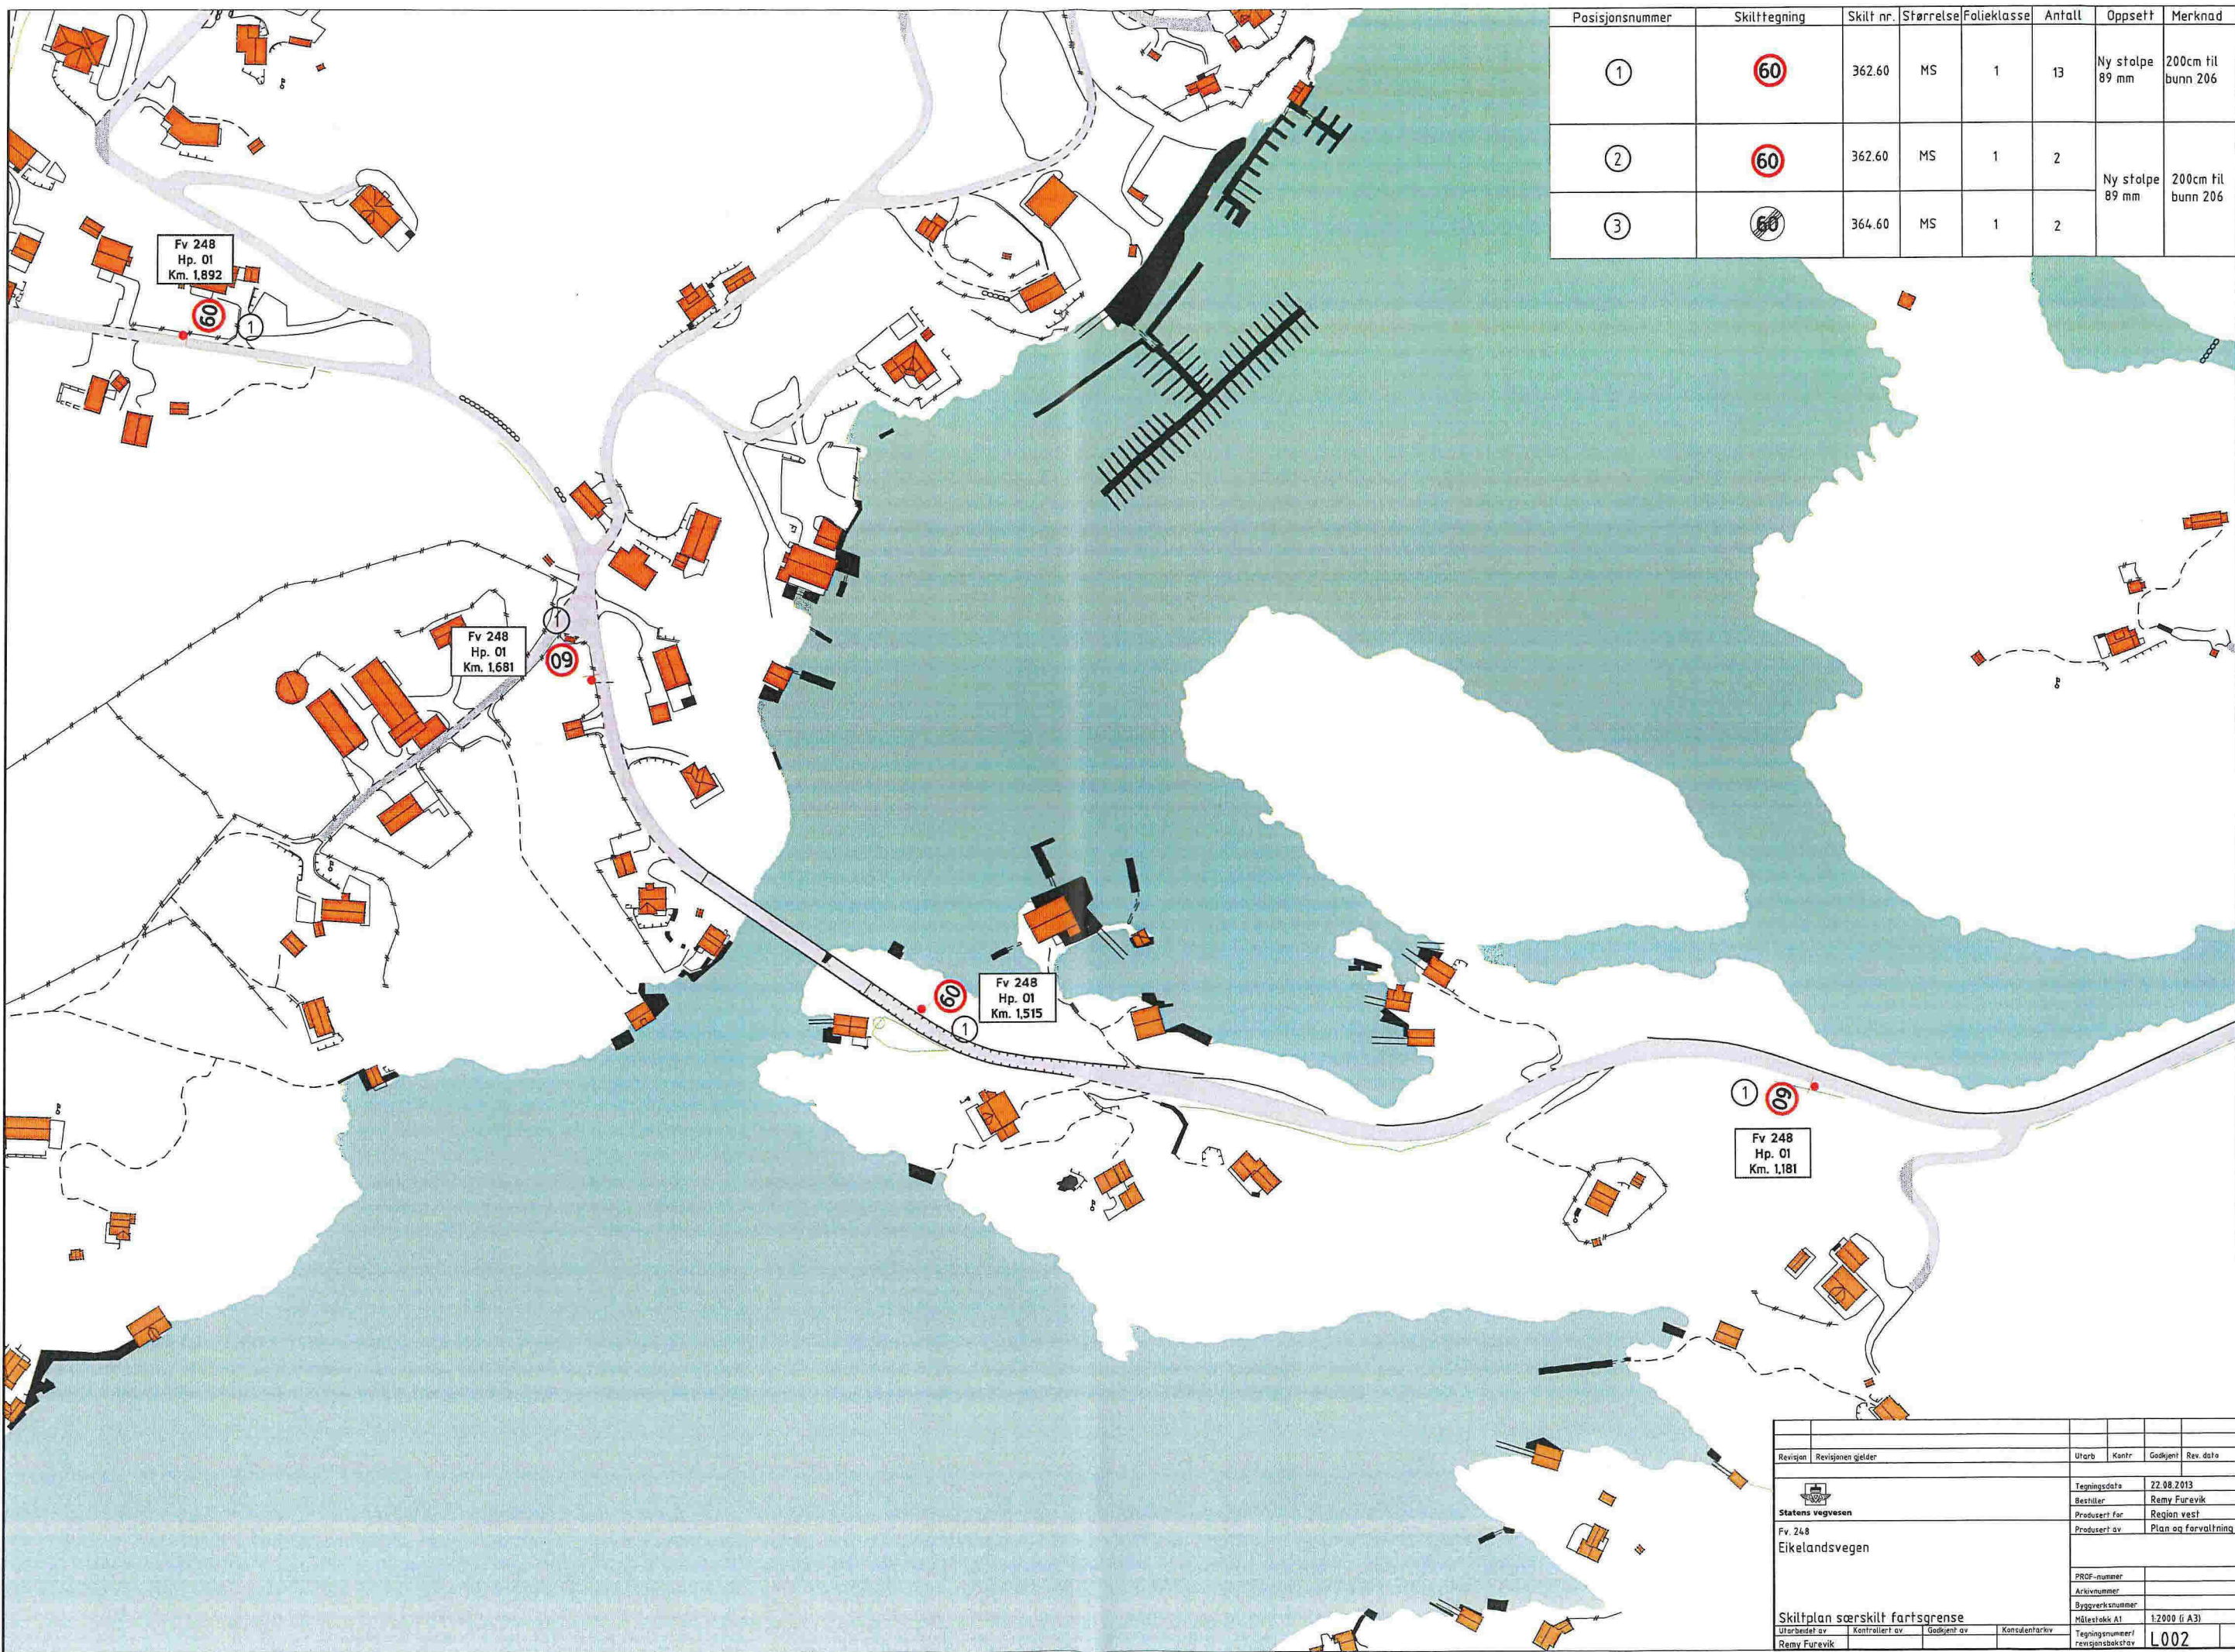 Posisjonsnummer Skilttegning Skilt nr. Størrelse Folieklasse Antall Oppsett Merknad
1 60 362.60 MS 1 13 Ny stolpe 89 mm 200cm til bunn 206
2 60 362.60 MS 1 2 Ny stolpe 89 mm 200cm til bunn 206
3 60 364.60 MS 1 2
Fv 248
Hp. 01
Km. 1,892
60
1
1
Fv 248
Hp. 01
Km. 1,681
60
60
Fv 248
Hp. 01
Km. 1,515
1
1
60
Fv 248
Hp. 01
Km. 1,181
Revisjon Revisjonen gjelder Utarb Kontr Godkjent Rev. dato
Statens vegvesen
Tegningsdato 22.08.2013
Bestiller Remy Furevik
Produsert for Region vest
Produsert av Plan og forvaltning
Fv. 248
Eikelandsvegen
PROF-nummer
Arkivnummer
Byggverksnummer
Målestokk A1 1:2000 (i A3)
Skiltplan særskilt fartsgrense
Utarbeidet av Kontrollert av Godkjent av Konsulentarkiv
Remy Furevik
Tegningsnummer/
revisjonsbokstav L002